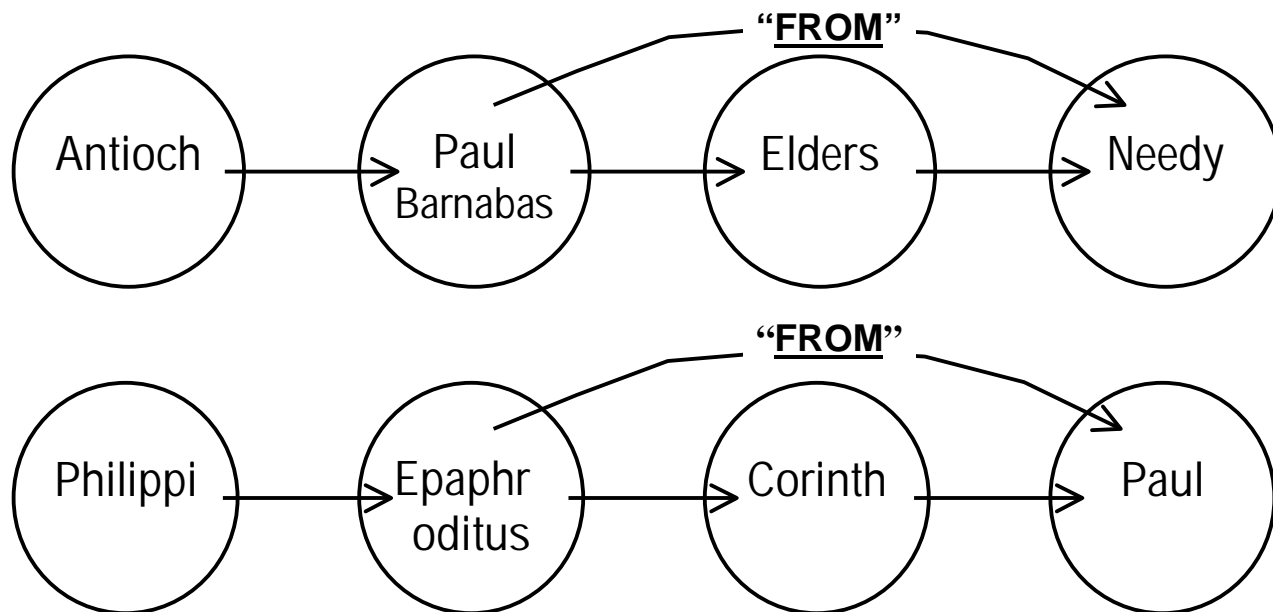 “FROM”
Antioch
Paul
Barnabas
Elders
Needy
“FROM”
Philippi
Epaphr
oditus
Corinth
Paul